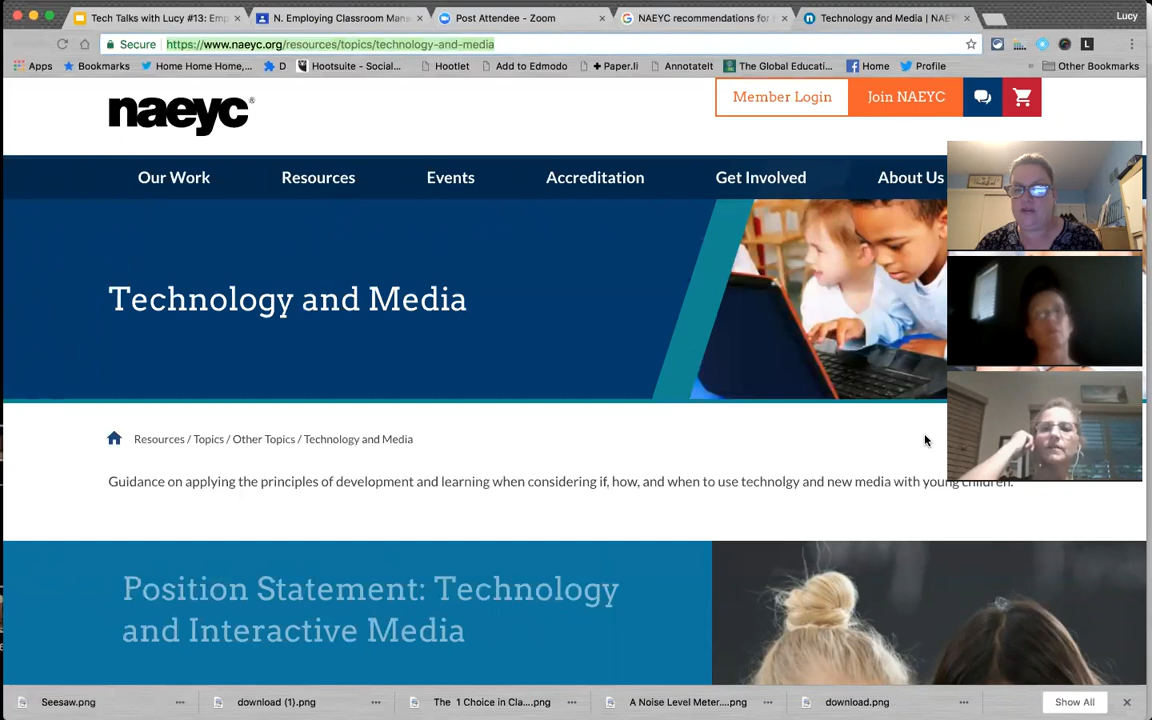 Tech Talks with Lucy #13: Emp
N. Employing Classroom Man
Post Attendee - Zoom
NAEYC recommendations for
Technology and Media | NAE
Lucy
Secure
https://www.naeyc.org/resources/topics/technology-and-media
Apps
Bookmarks
Home Home Home,...
D
Hootsuite - Social...
Hootlet
Add to Edmodo
+ Paper.li
AnnotateIt
The Global Educati...
Home
Profile
Other Bookmarks
naeyc®
Member Login
Join NAEYC
Our Work
Resources
Events
Accreditation
Get Involved
About Us
Technology and Media
Resources / Topics / Other Topics / Technology and Media
Guidance on applying the principles of development and learning when considering if, how, and when to use technolgy and new media with young children.
Position Statement: Technology
and Interactive Media
Seesaw.png
download (1).png
The 1 Choice in Cla....png
A Noise Level Meter....png
download.png
Show All